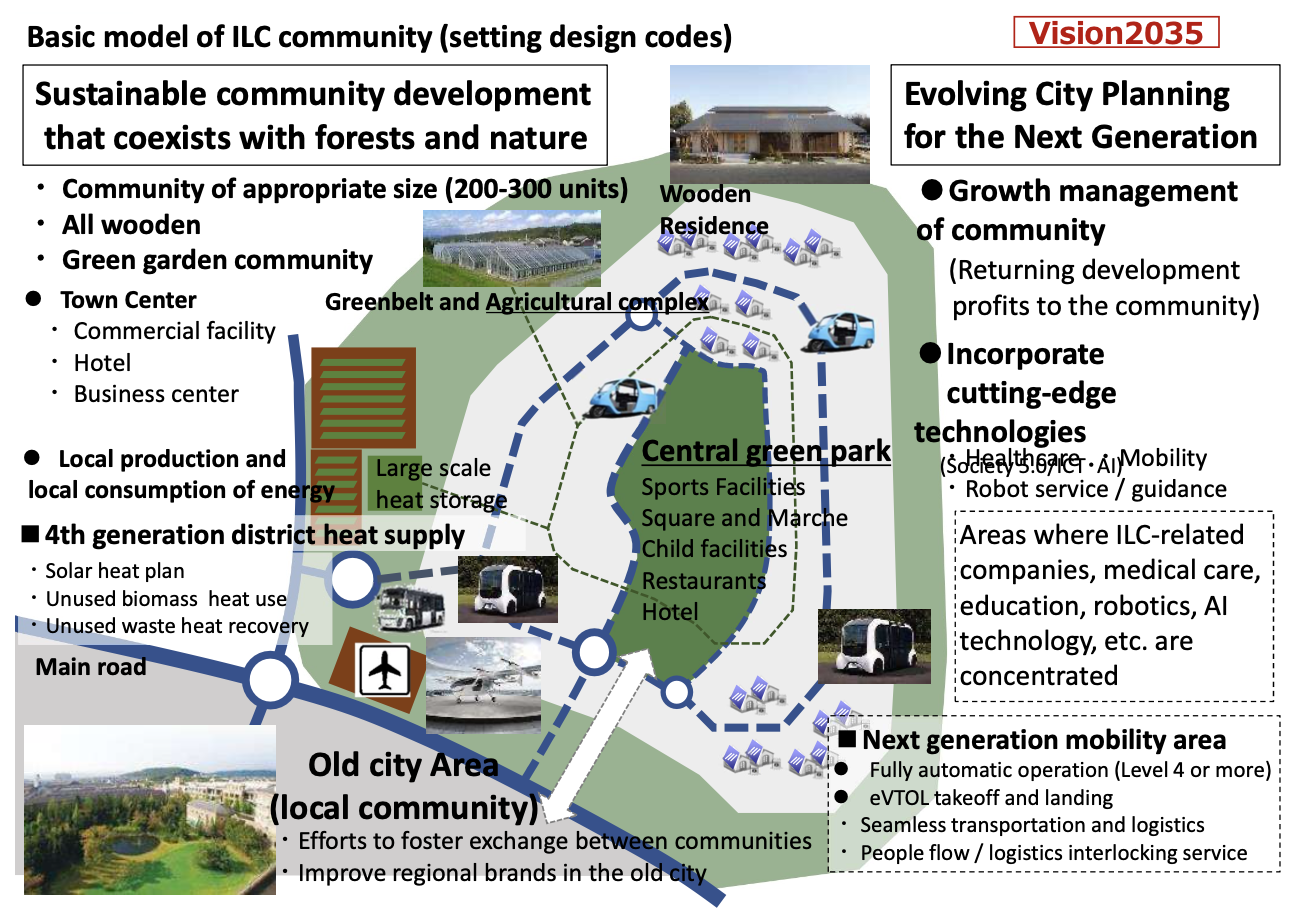 Basic model of ILC community (setting design codes)
Vision2035
Sustainable community development
that coexists with forests and nature
・ Community of appropriate size (200-300 units)
・ All wooden
・ Green garden community
● Town Center
・ Commercial facility
・ Hotel
・ Business center
● Local production and
local consumption of energy
■ 4th generation district heat supply
・Solar heat plan
・Unused biomass heat use
・Unused waste heat recovery
Main road
Wooden
Residence
Greenbelt and Agricultural complex
Large scale
heat storage
Central green park
Sports Facilities
Square and Marche
Child facilities
Restaurants
Hotel
Old city Area
(local community)
・Efforts to foster exchange between communities
・Improve regional brands in the old city
Evolving City Planning
for the Next Generation
● Growth management
of community
(Returning development
profits to the community)
● Incorporate
cutting-edge
technologies
(Society 5.0/ICT・AI)
・Healthcare ・Mobility
・Robot service / guidance
Areas where ILC-related
companies, medical care,
education, robotics, AI
technology, etc. are
concentrated
■ Next generation mobility area
● Fully automatic operation (Level 4 or more)
● eVTOL takeoff and landing
・ Seamless transportation and logistics
・ People flow / logistics interlocking service